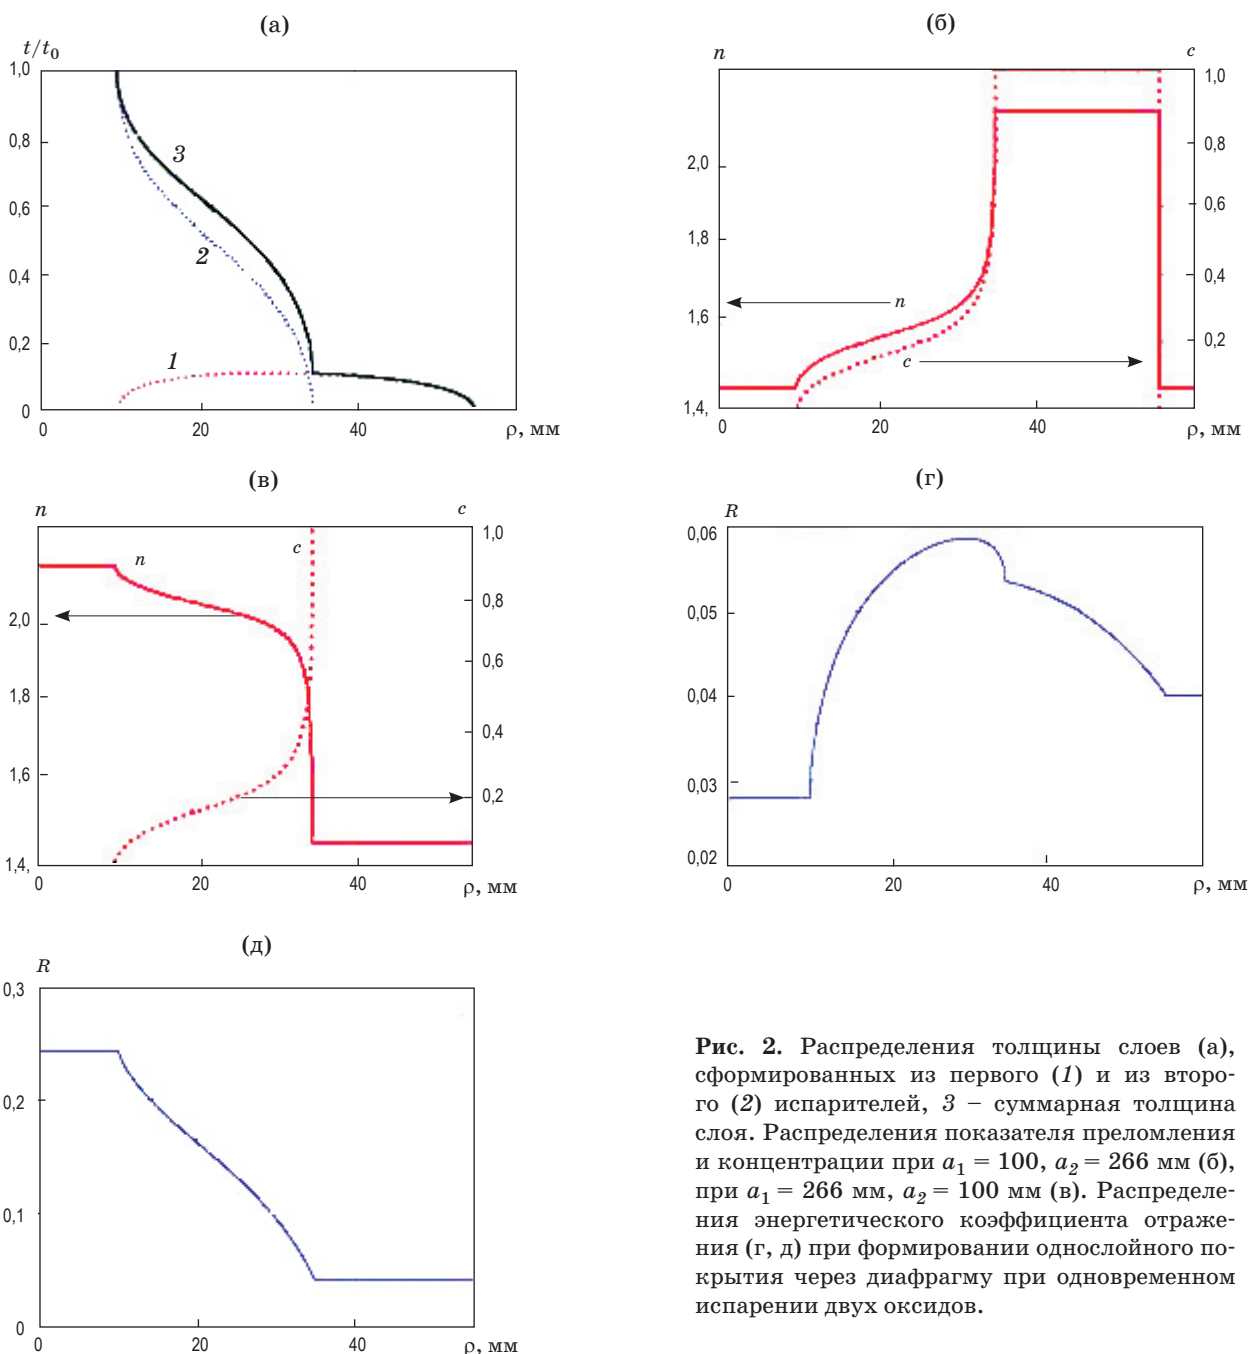 (а)
t/t0
1,0
0,8
0,6
0,4
0,2
0
3
2
1
0
20
40
ρ, мм
(б)
n
c
2,0
1,8
1,6
1,4,
1,0
0,8
0,6
0,4
0,2
0
n
c
0
20
40
ρ, мм
(в)
n
c
2,0
1,8
1,6
1,4,
1,0
0,8
0,6
0,4
0,2
0
n
c
0
20
40
ρ, мм
(г)
R
0,06
0,05
0,04
0,03
0,02
0
20
40
ρ, мм
(д)
R
0,3
0,2
0,1
0
0
20
40
ρ, мм
Рис. 2. Распределения толщины слоев (а),
сформированных из первого (1) и из второ-
го (2) испарителей, 3 – суммарная толщина
слоя. Распределения показателя преломления
и концентрации при a1 = 100, a2 = 266 мм (б),
при a1 = 266 мм, a2 = 100 мм (в). Распределе-
ния энергетического коэффициента отраже-
ния (г, д) при формировании однослойного по-
крытия через диафрагму при одновременном
испарении двух оксидов.